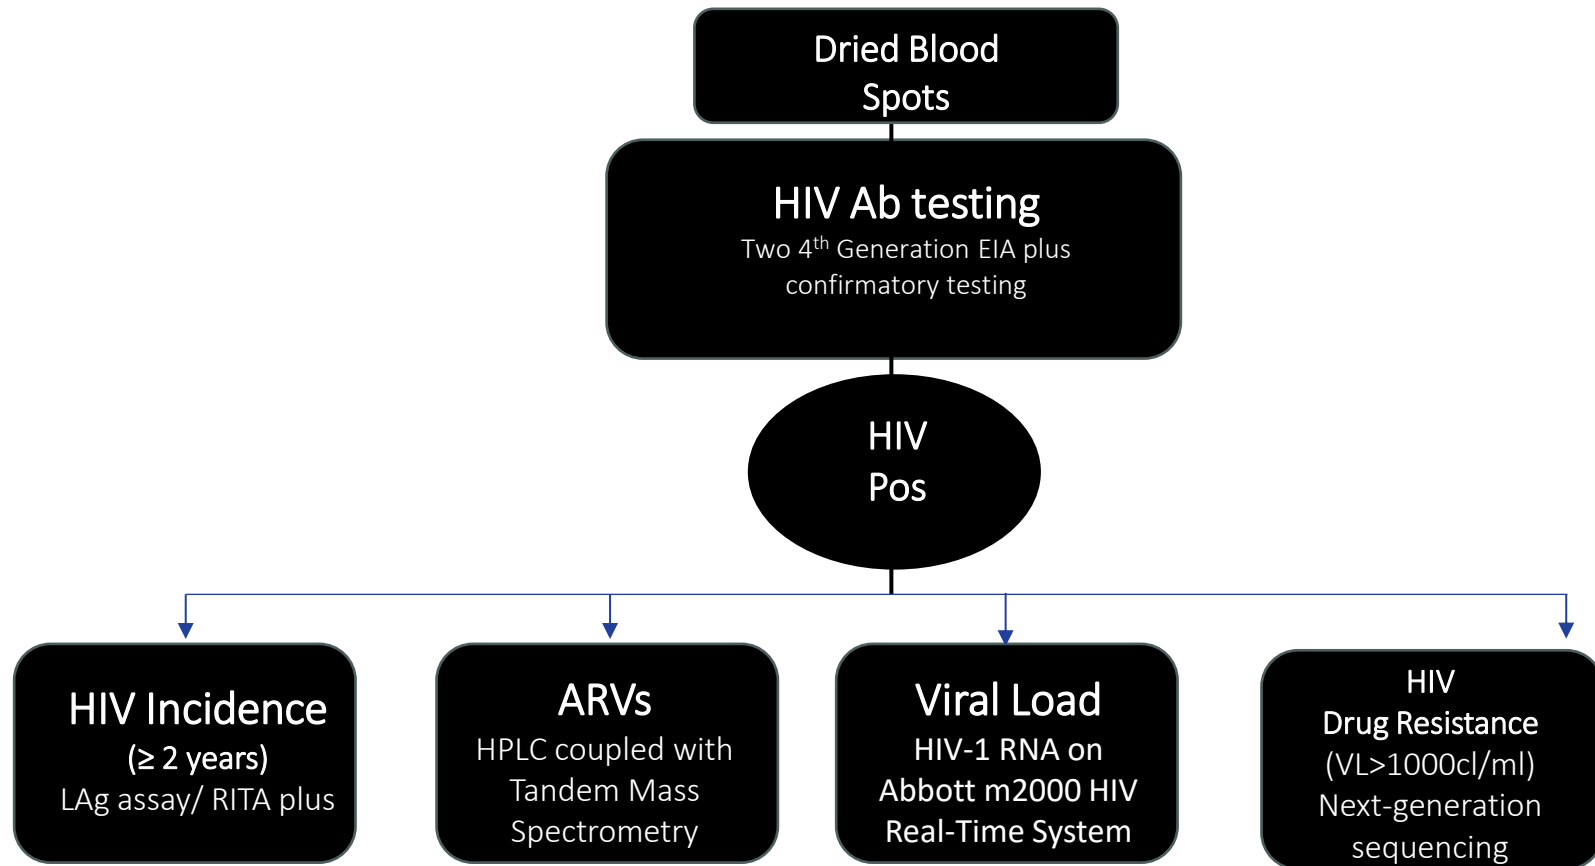 Dried Blood
Spots
HIV Ab testing
Two 4th Generation EIA plus
confirmatory testing
HIV
Pos
HIV Incidence
(≥ 2 years)
LAg assay/ RITA plus
ARVs
HPLC coupled with
Tandem Mass
Spectrometry
Viral Load
HIV-1 RNA on
Abbott m2000 HIV
Real-Time System
HIV
Drug Resistance
(VL>1000cl/ml)
Next-generation
sequencing